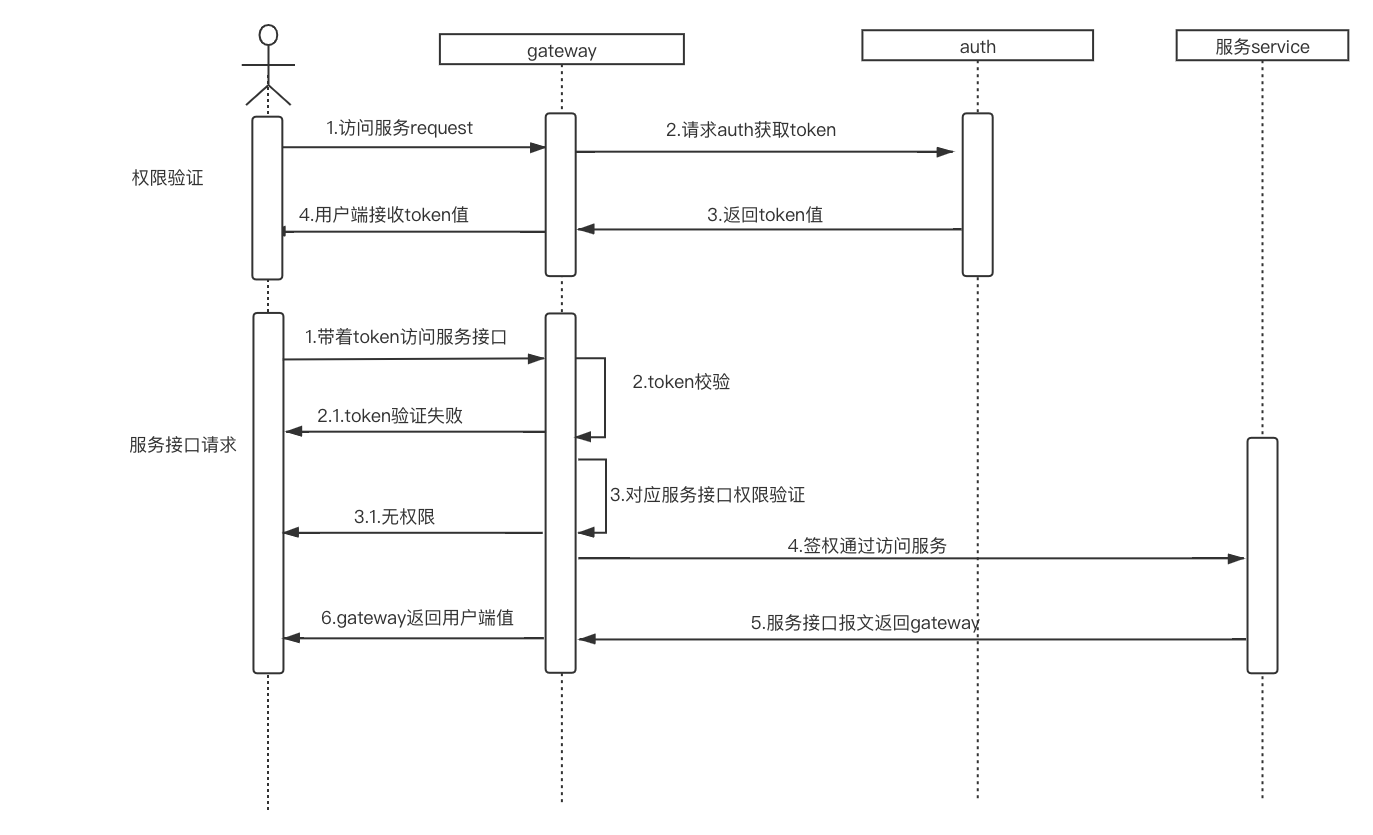 gateway
auth
服务service
1.访问服务request
2.请求auth获取token
权限验证
4.用户端接收token值
3.返回token值
1.带着token访问服务接口
2.token校验
2.1.token验证失败
服务接口请求
3.对应服务接口权限验证
3.1.无权限
4.签权通过访问服务
6.gateway返回用户端值
5.服务接口报文返回gateway